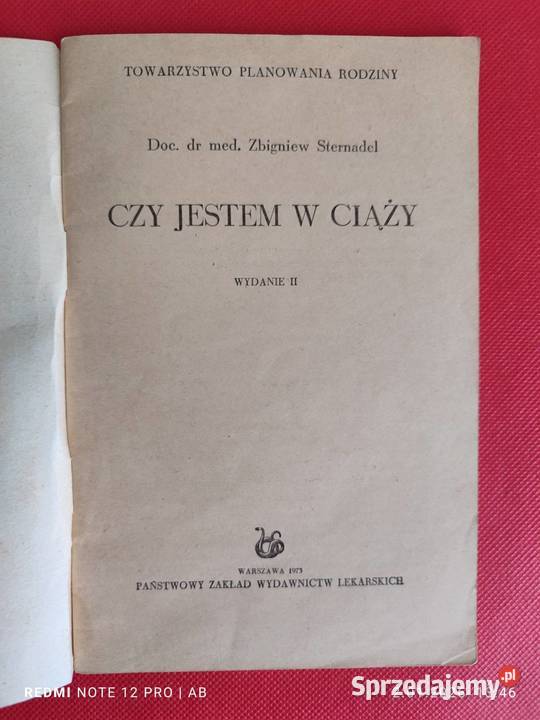 TOWARZYSTWO PLANOWANIA RODZINY
Doc. dr med. Zbigniew Sternadel
CZY JESTEM W CIĄŻY
WYDANIE II
WARSZAWA 1973
PAŃSTWOWY ZAKŁAD WYDAWNICTW LEKARSKICH
REDMI NOTE 12 PRO | AB
Sprzedajemy.pl